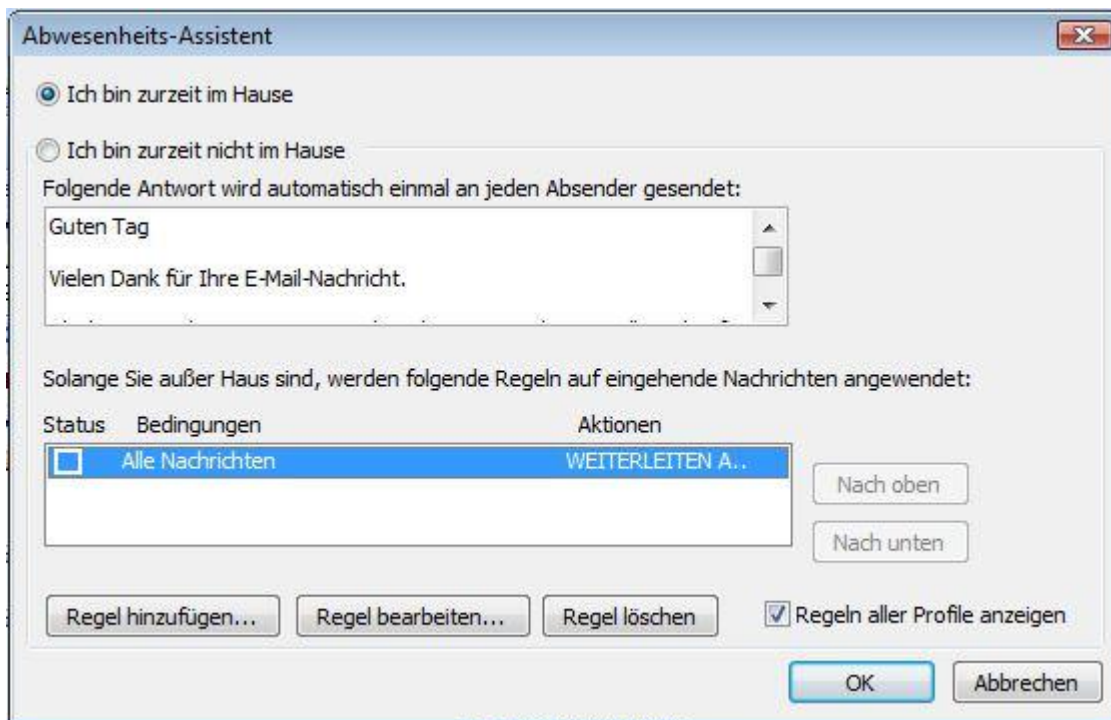 Abwesenheits-Assistent
Ich bin zurzeit im Hause
Ich bin zurzeit nicht im Hause
Folgende Antwort wird automatisch einmal an jeden Absender gesendet:
Guten Tag
Vielen Dank für Ihre E-Mail-Nachricht.
Solange Sie außer Haus sind, werden folgende Regeln auf eingehende Nachrichten angewendet:
Status Bedingungen Aktionen
Alle Nachrichten WEITERLEITEN A..
Nach oben
Nach unten
Regel hinzufügen... Regel bearbeiten... Regel löschen Regeln aller Profile anzeigen
OK Abbrechen